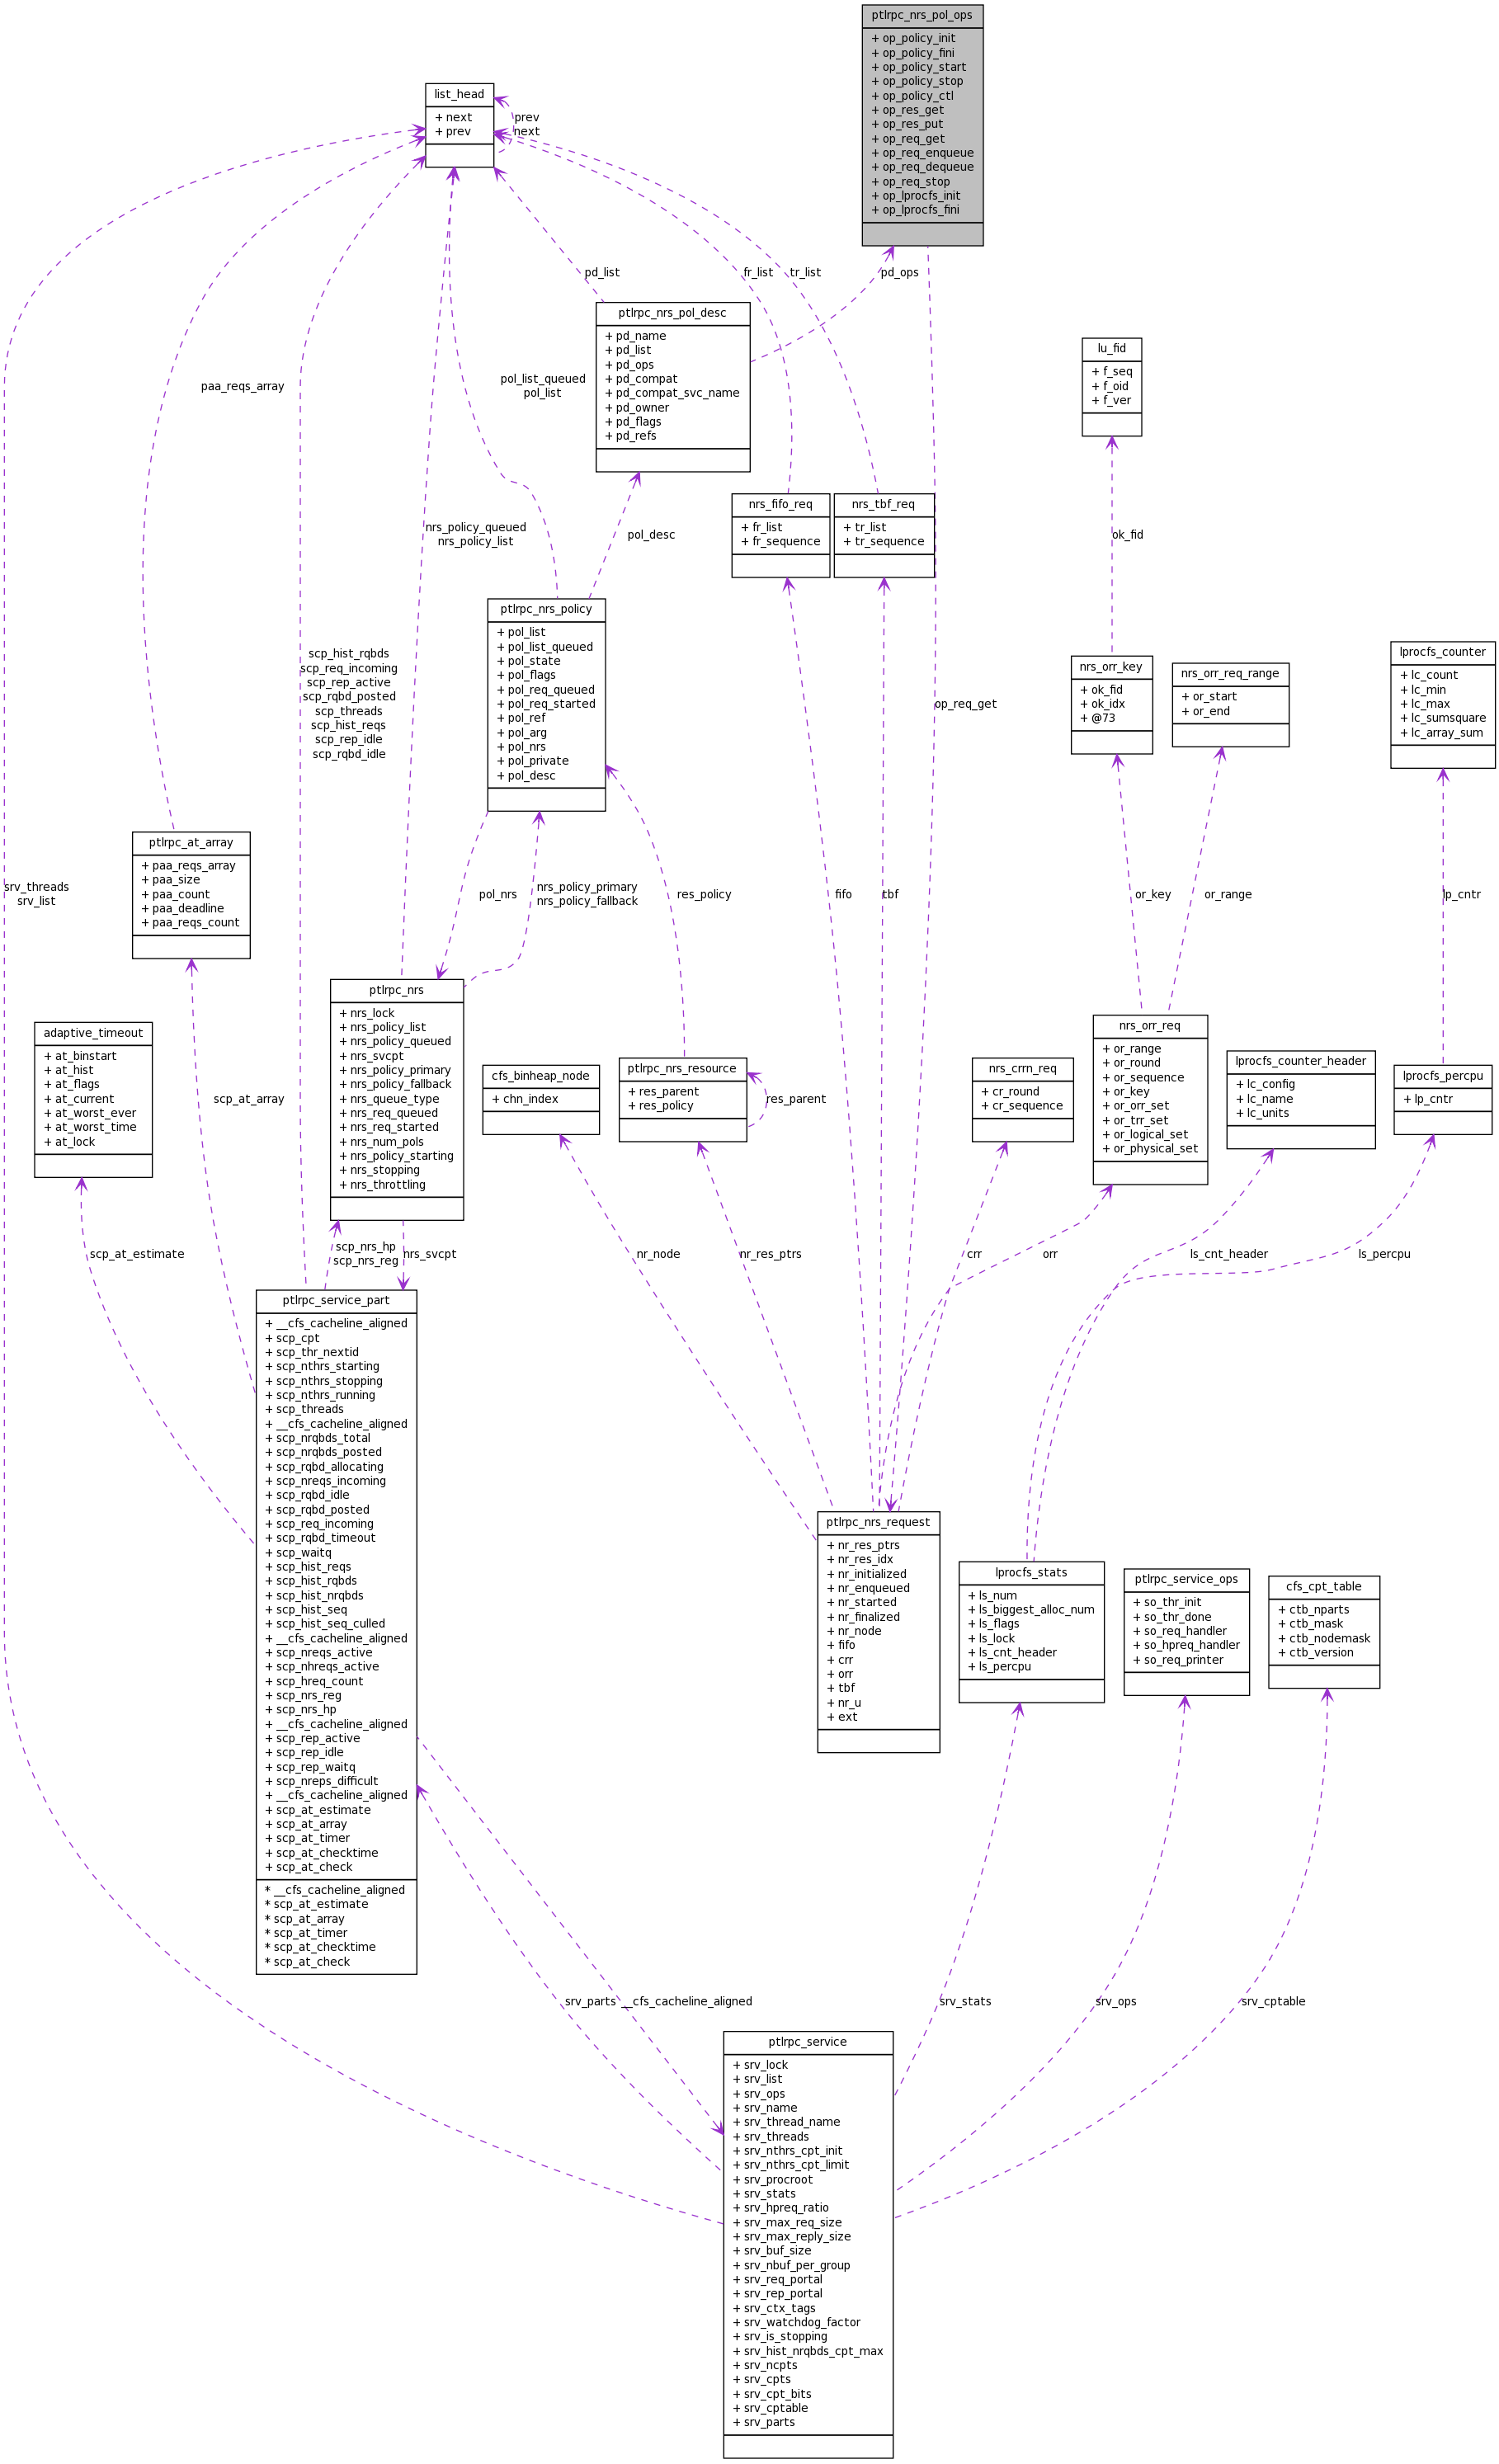 ptlrpc_nrs_pol_ops
+ op_policy_init
+ op_policy_fini
+ op_policy_start
+ op_policy_stop
+ op_policy_ctl
+ op_res_get
+ op_res_put
+ op_req_get
+ op_req_enqueue
+ op_req_dequeue
+ op_req_stop
+ op_lprocfs_init
+ op_lprocfs_fini
list_head
+ next
+ prev
prev
next
pd_list
fr_list
tr_list
pd_ops
ptlrpc_nrs_pol_desc
+ pd_name
+ pd_list
+ pd_ops
+ pd_compat
+ pd_compat_svc_name
+ pd_owner
+ pd_flags
+ pd_refs
lu_fid
+ f_seq
+ f_oid
+ f_ver
paa_reqs_array
pol_list_queued
pol_list
nrs_fifo_req
+ fr_list
+ fr_sequence
nrs_tbf_req
+ tr_list
+ tr_sequence
nrs_policy_queued
nrs_policy_list
pol_desc
ok_fid
ptlrpc_nrs_policy
+ pol_list
+ pol_list_queued
+ pol_state
+ pol_flags
+ pol_req_queued
+ pol_req_started
+ pol_ref
+ pol_arg
+ pol_nrs
+ pol_private
+ pol_desc
scp_hist_rqbds
scp_req_incoming
scp_rep_active
scp_rqbd_posted
scp_threads
scp_hist_reqs
scp_rep_idle
scp_rqbd_idle
op_req_get
nrs_orr_key
+ ok_fid
+ ok_idx
+ @73
nrs_orr_req_range
+ or_start
+ or_end
lprocfs_counter
+ lc_count
+ lc_min
+ lc_max
+ lc_sumsquare
+ lc_array_sum
ptlrpc_at_array
+ paa_reqs_array
+ paa_size
+ paa_count
+ paa_deadline
+ paa_reqs_count
srv_threads
srv_list
pol_nrs
nrs_policy_primary
nrs_policy_fallback
res_policy
fifo
tbf
or_key
or_range
lp_cntr
ptlrpc_nrs
+ nrs_lock
+ nrs_policy_list
+ nrs_policy_queued
+ nrs_svcpt
+ nrs_policy_primary
+ nrs_policy_fallback
+ nrs_queue_type
+ nrs_req_queued
+ nrs_req_started
+ nrs_num_pols
+ nrs_policy_starting
+ nrs_stopping
+ nrs_throttling
adaptive_timeout
+ at_binstart
+ at_hist
+ at_flags
+ at_current
+ at_worst_ever
+ at_worst_time
+ at_lock
scp_at_array
cfs_binheap_node
+ chn_index
ptlrpc_nrs_resource
+ res_parent
+ res_policy
res_parent
nrs_crrn_req
+ cr_round
+ cr_sequence
nrs_orr_req
+ or_range
+ or_round
+ or_sequence
+ or_key
+ or_orr_set
+ or_trr_set
+ or_logical_set
+ or_physical_set
lprocfs_counter_header
+ lc_config
+ lc_name
+ lc_units
lprocfs_percpu
+ lp_cntr
scp_at_estimate
scp_nrs_hp
scp_nrs_reg
nrs_svcpt
nr_node
nr_res_ptrs
crr
orr
ls_cnt_header
ls_percpu
ptlrpc_service_part
+ __cfs_cacheline_aligned
+ scp_cpt
+ scp_thr_nextid
+ scp_nthrs_starting
+ scp_nthrs_stopping
+ scp_nthrs_running
+ scp_threads
+ __cfs_cacheline_aligned
+ scp_nrqbds_total
+ scp_nrqbds_posted
+ scp_rqbd_allocating
+ scp_nreqs_incoming
+ scp_rqbd_idle
+ scp_rqbd_posted
+ scp_req_incoming
+ scp_rqbd_timeout
+ scp_waitq
+ scp_hist_reqs
+ scp_hist_rqbds
+ scp_hist_nrqbds
+ scp_hist_seq
+ scp_hist_seq_culled
+ __cfs_cacheline_aligned
+ scp_nreqs_active
+ scp_nhreqs_active
+ scp_hreq_count
+ scp_nrs_reg
+ scp_nrs_hp
+ __cfs_cacheline_aligned
+ scp_rep_active
+ scp_rep_idle
+ scp_rep_waitq
+ scp_nreps_difficult
+ __cfs_cacheline_aligned
+ scp_at_estimate
+ scp_at_array
+ scp_at_timer
+ scp_at_checktime
+ scp_at_check
* __cfs_cacheline_aligned
* scp_at_estimate
* scp_at_array
* scp_at_timer
* scp_at_checktime
* scp_at_check
ptlrpc_nrs_request
+ nr_res_ptrs
+ nr_res_idx
+ nr_initialized
+ nr_enqueued
+ nr_started
+ nr_finalized
+ nr_node
+ fifo
+ crr
+ orr
+ tbf
+ nr_u
+ ext
lprocfs_stats
+ ls_num
+ ls_biggest_alloc_num
+ ls_flags
+ ls_lock
+ ls_cnt_header
+ ls_percpu
ptlrpc_service_ops
+ so_thr_init
+ so_thr_done
+ so_req_handler
+ so_hpreq_handler
+ so_req_printer
cfs_cpt_table
+ ctb_nparts
+ ctb_mask
+ ctb_nodemask
+ ctb_version
srv_parts
__cfs_cacheline_aligned
srv_stats
srv_ops
srv_cptable
ptlrpc_service
+ srv_lock
+ srv_list
+ srv_ops
+ srv_name
+ srv_thread_name
+ srv_threads
+ srv_nthrs_cpt_init
+ srv_nthrs_cpt_limit
+ srv_procroot
+ srv_stats
+ srv_hpreq_ratio
+ srv_max_req_size
+ srv_max_reply_size
+ srv_buf_size
+ srv_nbuf_per_group
+ srv_req_portal
+ srv_rep_portal
+ srv_ctx_tags
+ srv_watchdog_factor
+ srv_is_stopping
+ srv_hist_nrqbds_cpt_max
+ srv_ncpts
+ srv_cpts
+ srv_cpt_bits
+ srv_cptable
+ srv_parts